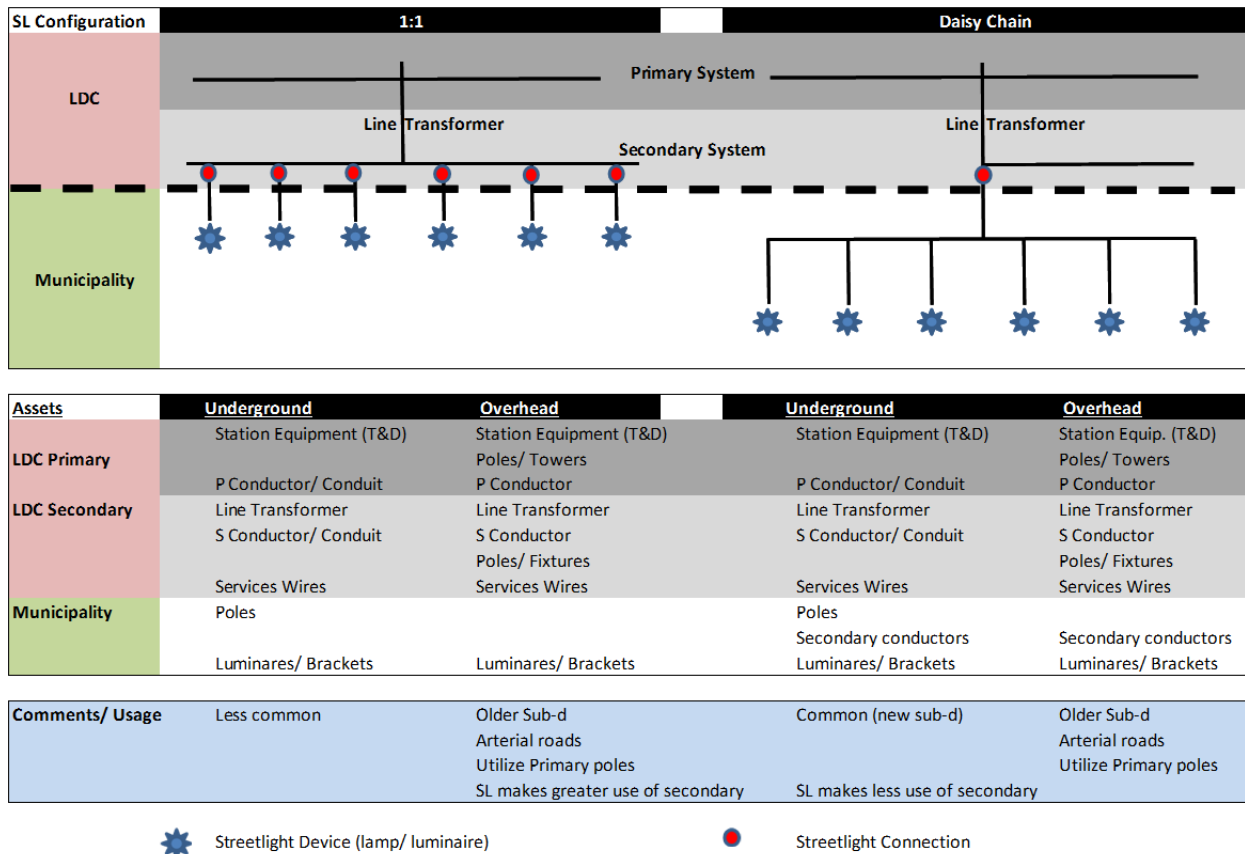 SL Configuration 1:1 Daisy Chain
Primary System
LDC
Line Transformer Line Transformer
Secondary System
Municipality
Assets Underground Overhead Underground Overhead
Station Equipment (T&D) Station Equipment (T&D) Station Equipment (T&D) Station Equip. (T&D)
LDC Primary Poles/ Towers Poles/ Towers
P Conductor/ Conduit P Conductor P Conductor/ Conduit P Conductor
LDC Secondary Line Transformer Line Transformer Line Transformer Line Transformer
S Conductor/ Conduit S Conductor S Conductor/ Conduit S Conductor
Poles/ Fixtures Poles/ Fixtures
Services Wires Services Wires Services Wires Services Wires
Municipality Poles Poles
Secondary conductors Secondary conductors
Luminares/ Brackets Luminares/ Brackets Luminares/ Brackets Luminares/ Brackets
Comments/ Usage Less common Older Sub-d Common (new sub-d) Older Sub-d
Arterial roads Arterial roads
Utilize Primary poles Utilize Primary poles
SL makes greater use of secondary SL makes less use of secondary
Streetlight Device (lamp/ luminaire) Streetlight Connection